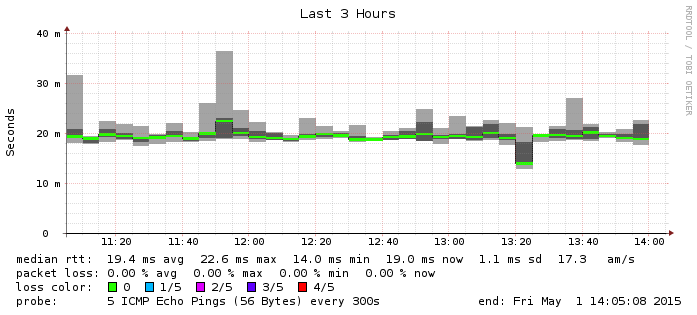 Last 3 Hours
RRDTOOL / TOBI OETIKER
Seconds
40 m
30 m
20 m
10 m
0
11:20 11:40 12:00 12:20 12:40 13:00 13:20 13:40 14:00
median rtt: 19.4 ms avg 22.6 ms max 14.0 ms min 19.0 ms now 1.1 ms sd 17.3 am/s
packet loss: 0.00 % avg 0.00 % max 0.00 % min 0.00 % now
loss color: 0 1/5 2/5 3/5 4/5
probe: 5 ICMP Echo Pings (56 Bytes) every 300s end: Fri May 1 14:05:08 2015